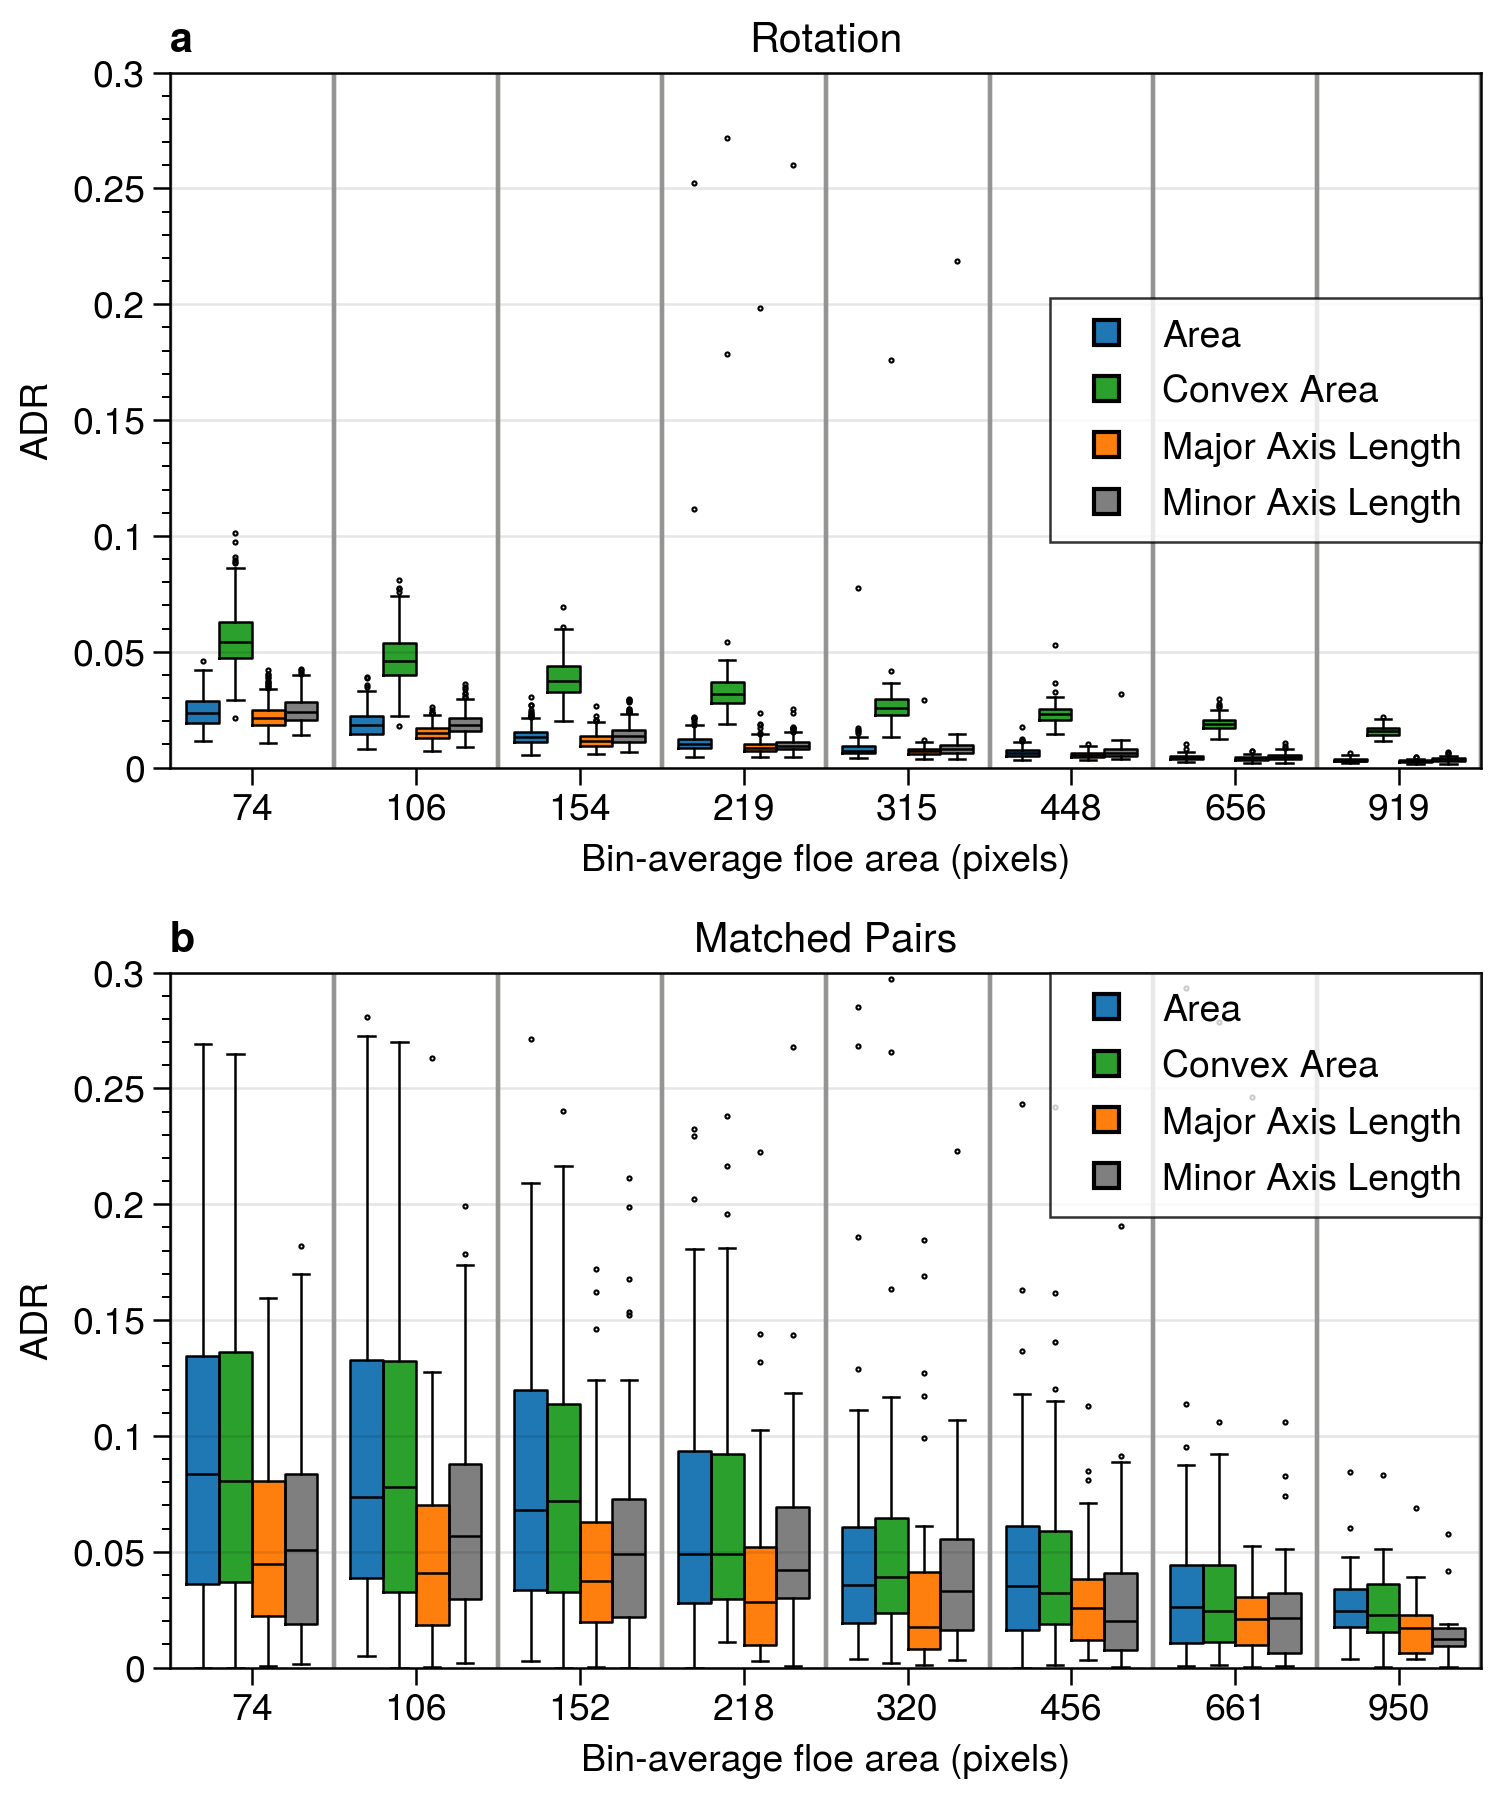 a
Rotation
0.3
0.25
0.2
0.15
0.1
0.05
0
ADR
Area
Convex Area
Major Axis Length
Minor Axis Length
74 106 154 219 315 448 656 919
Bin-average floe area (pixels)
b
Matched Pairs
0.3
0.25
0.2
0.15
0.1
0.05
0
ADR
Area
Convex Area
Major Axis Length
Minor Axis Length
74 106 152 218 320 456 661 950
Bin-average floe area (pixels)